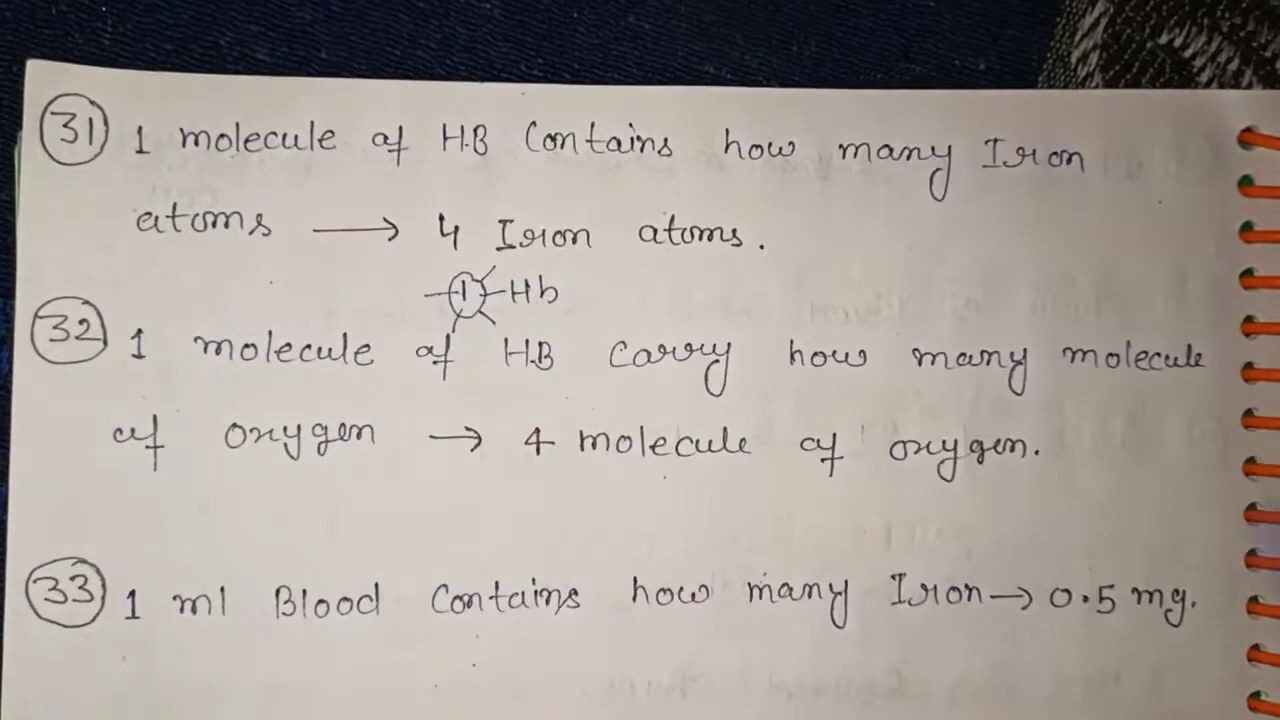 31 1 molecule of H.B Contains how many Iron
atoms → 4 Iron atoms.
1 Hb
32 1 molecule of H.B Carry how many molecule
of oxygen → 4 molecule of oxygen.
33 1 ml Blood Contains how many Iron → 0.5 mg.